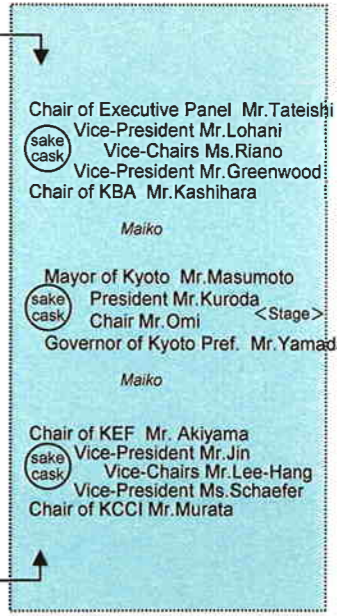 Chair of Executive Panel Mr.Tateishi
Vice-President Mr.Lohani
sake
cask
Vice-Chairs Ms.Riano
Vice-President Mr.Greenwood
Chair of KBA Mr.Kashihara
Maiko
Mayor of Kyoto Mr.Masumoto
sake
cask
President Mr.Kuroda
Chair Mr.Omi
<Stage>
Governor of Kyoto Pref. Mr.Yamad
Maiko
Chair of KEF Mr. Akiyama
sake
cask
Vice-President Mr.Jin
Vice-Chairs Mr.Lee-Hang
Vice-President Ms.Schaefer
Chair of KCCI Mr.Murata